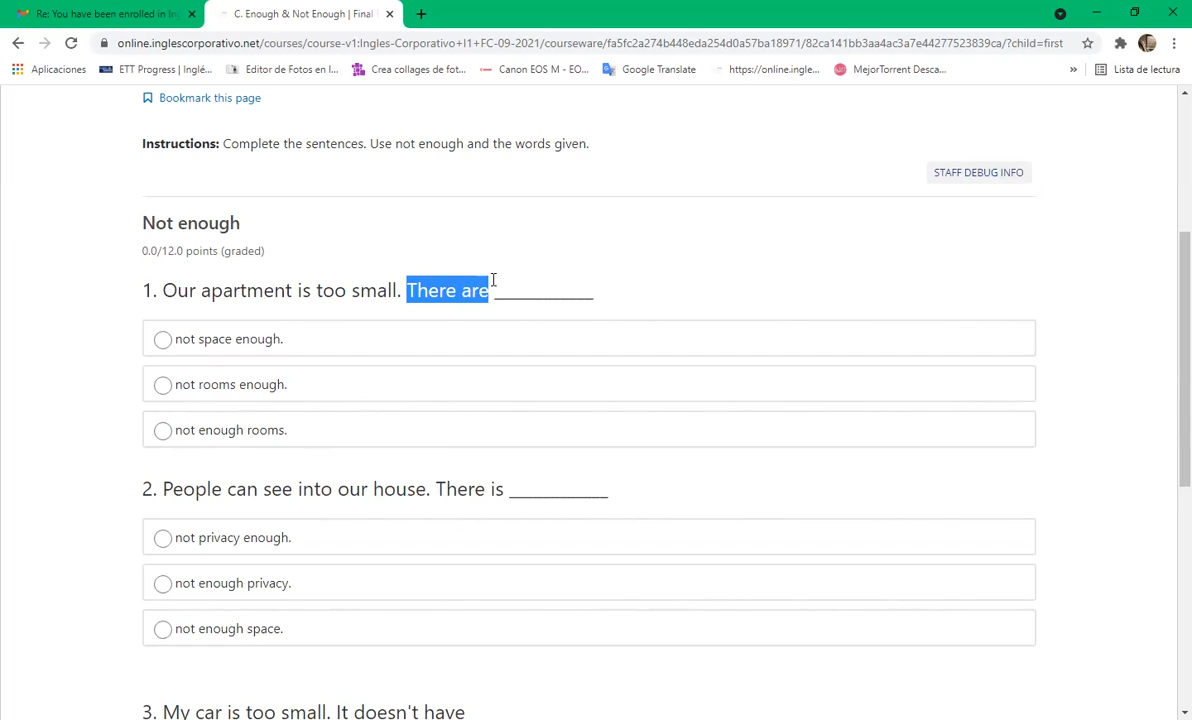 Re: You have been enrolled in In
C. Enough & Not Enough | Final
online.inglescorporativo.net/courses/course-v1:Ingles-Corporativo+I1+FC-09-2021/courseware/fa5fc2a274b448eda254d0a57ba18971/82ca141bb3aa4ac3a7e44277523839ca/?child=first
Aplicaciones ETT Progress | Inglé... Editor de Fotos en l... Crea collages de fot... Canon EOS M - EO... Google Translate https://online.ingle... MejorTorrent Desca... » Lista de lectura
Bookmark this page
Instructions: Complete the sentences. Use not enough and the words given.
STAFF DEBUG INFO
Not enough
0.0/12.0 points (graded)
1. Our apartment is too small. There are ___________
not space enough.
not rooms enough.
not enough rooms.
2. People can see into our house. There is ___________
not privacy enough.
not enough privacy.
not enough space.
3. My car is too small. It doesn't have